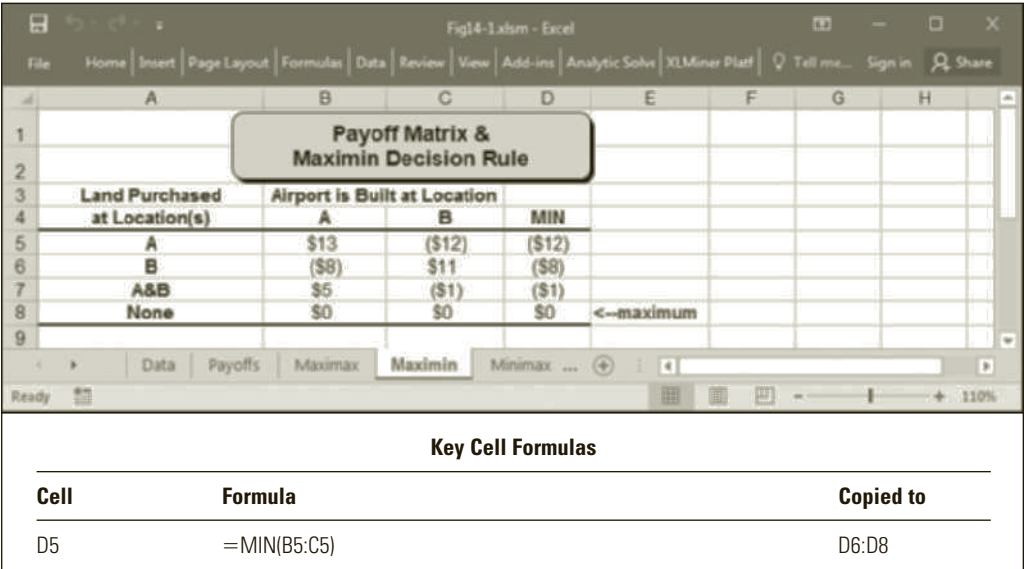 Fig14-1.xlsm - Excel
File Home Insert Page Layout Formulas Data Review View Add-ins Analytic Solve XLMiner Platf Tell me... Sign in Share
A B C D E F G H
1 Payoff Matrix &
2 Maximin Decision Rule
3 Land Purchased Airport is Built at Location
4 at Location(s) A B MIN
5 A $13 ($12) ($12)
6 B ($8) $11 ($8)
7 A&B $5 ($1) ($1)
8 None $0 $0 $0 <--maximum
9
Data Payoffs Maximax Maximin Minimax ...
Ready 110%
Key Cell Formulas
Cell Formula Copied to
D5 =MIN(B5:C5) D6:D8